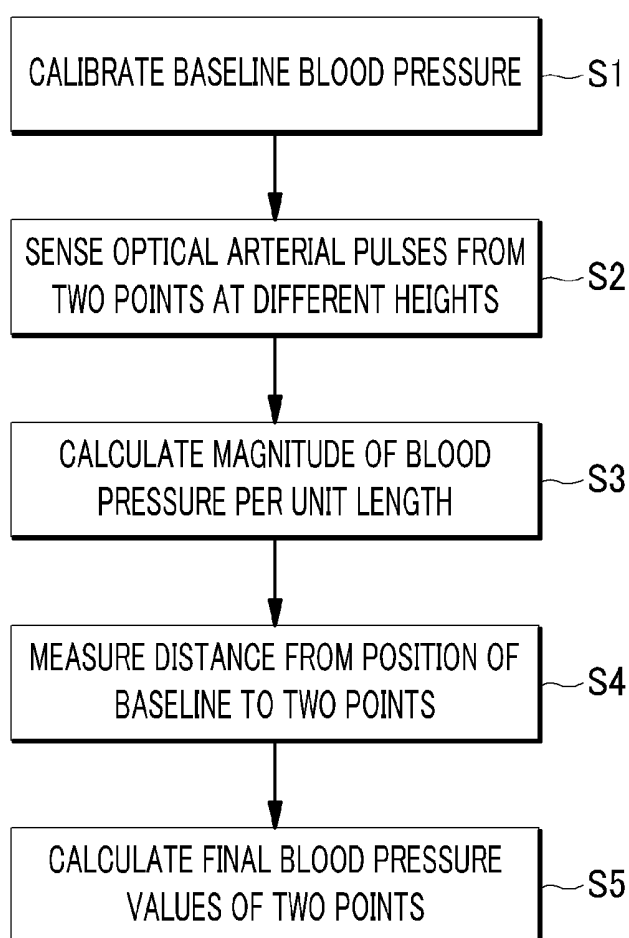 CALIBRATE BASELINE BLOOD PRESSURE
S1
SENSE OPTICAL ARTERIAL PULSES FROM
TWO POINTS AT DIFFERENT HEIGHTS
S2
CALCULATE MAGNITUDE OF BLOOD
PRESSURE PER UNIT LENGTH
S3
MEASURE DISTANCE FROM POSITION OF
BASELINE TO TWO POINTS
S4
CALCULATE FINAL BLOOD PRESSURE
VALUES OF TWO POINTS
S5